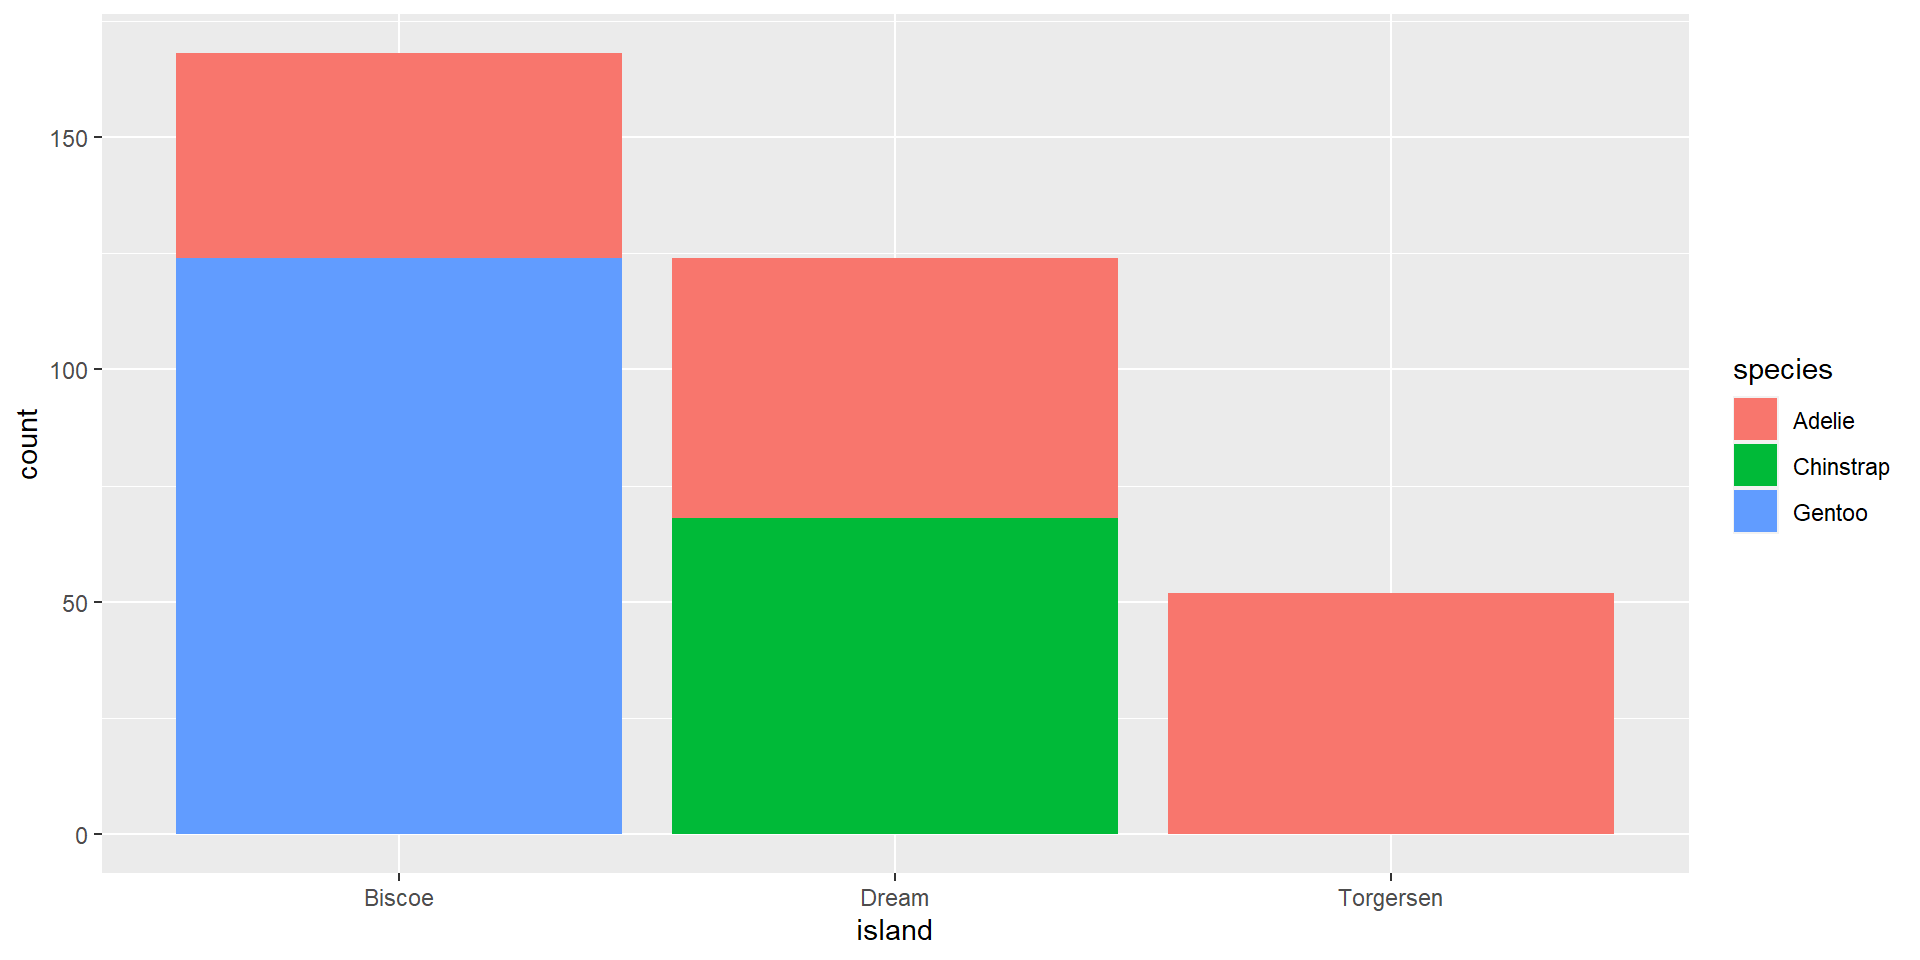 count
150
100
50
0
Biscoe
Dream
Torgersen
island
species
Adelie
Chinstrap
Gentoo